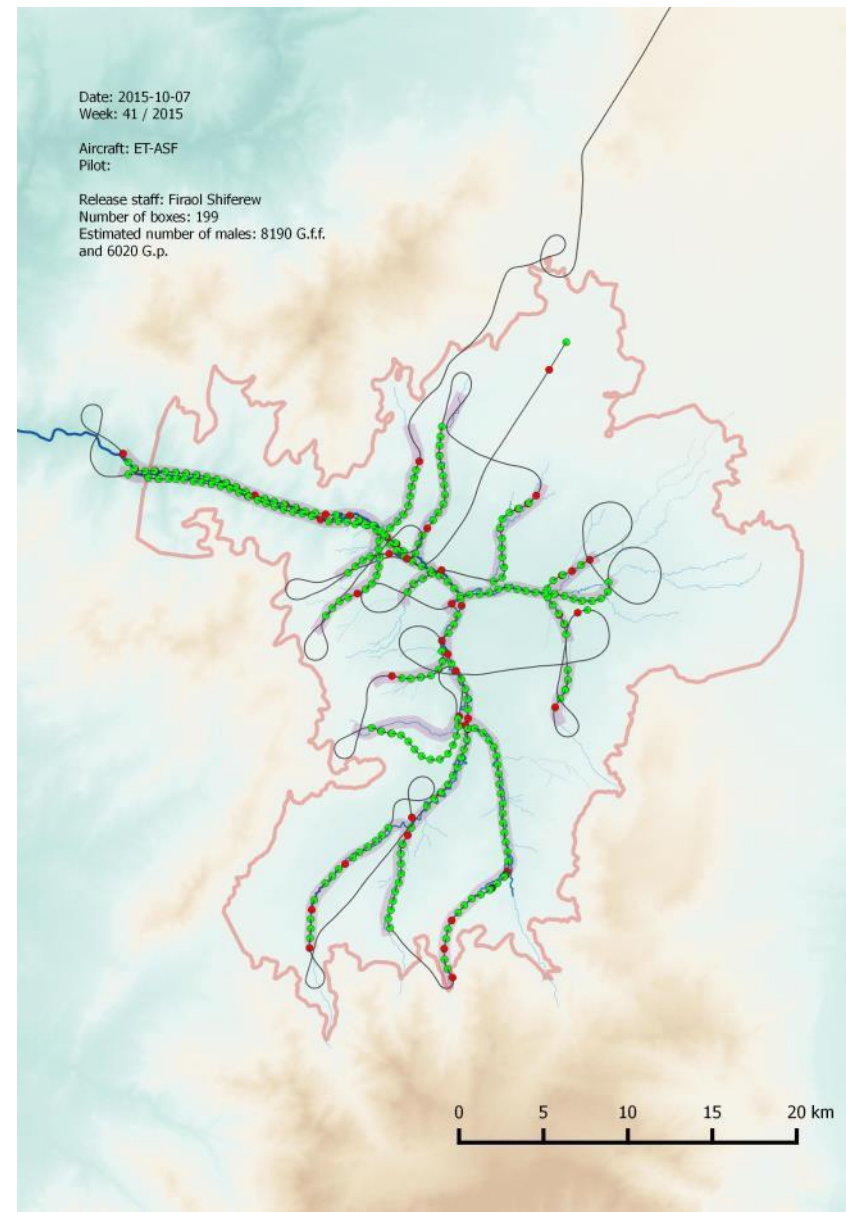 Date: 2015-10-07
Week: 41 / 2015
Aircraft: ET-ASF
Pilot:
Release staff: Firaol Shiferew
Number of boxes: 199
Estimated number of males: 8190 G.f.f.
and 6020 G.p.
0 5 10 15 20 km